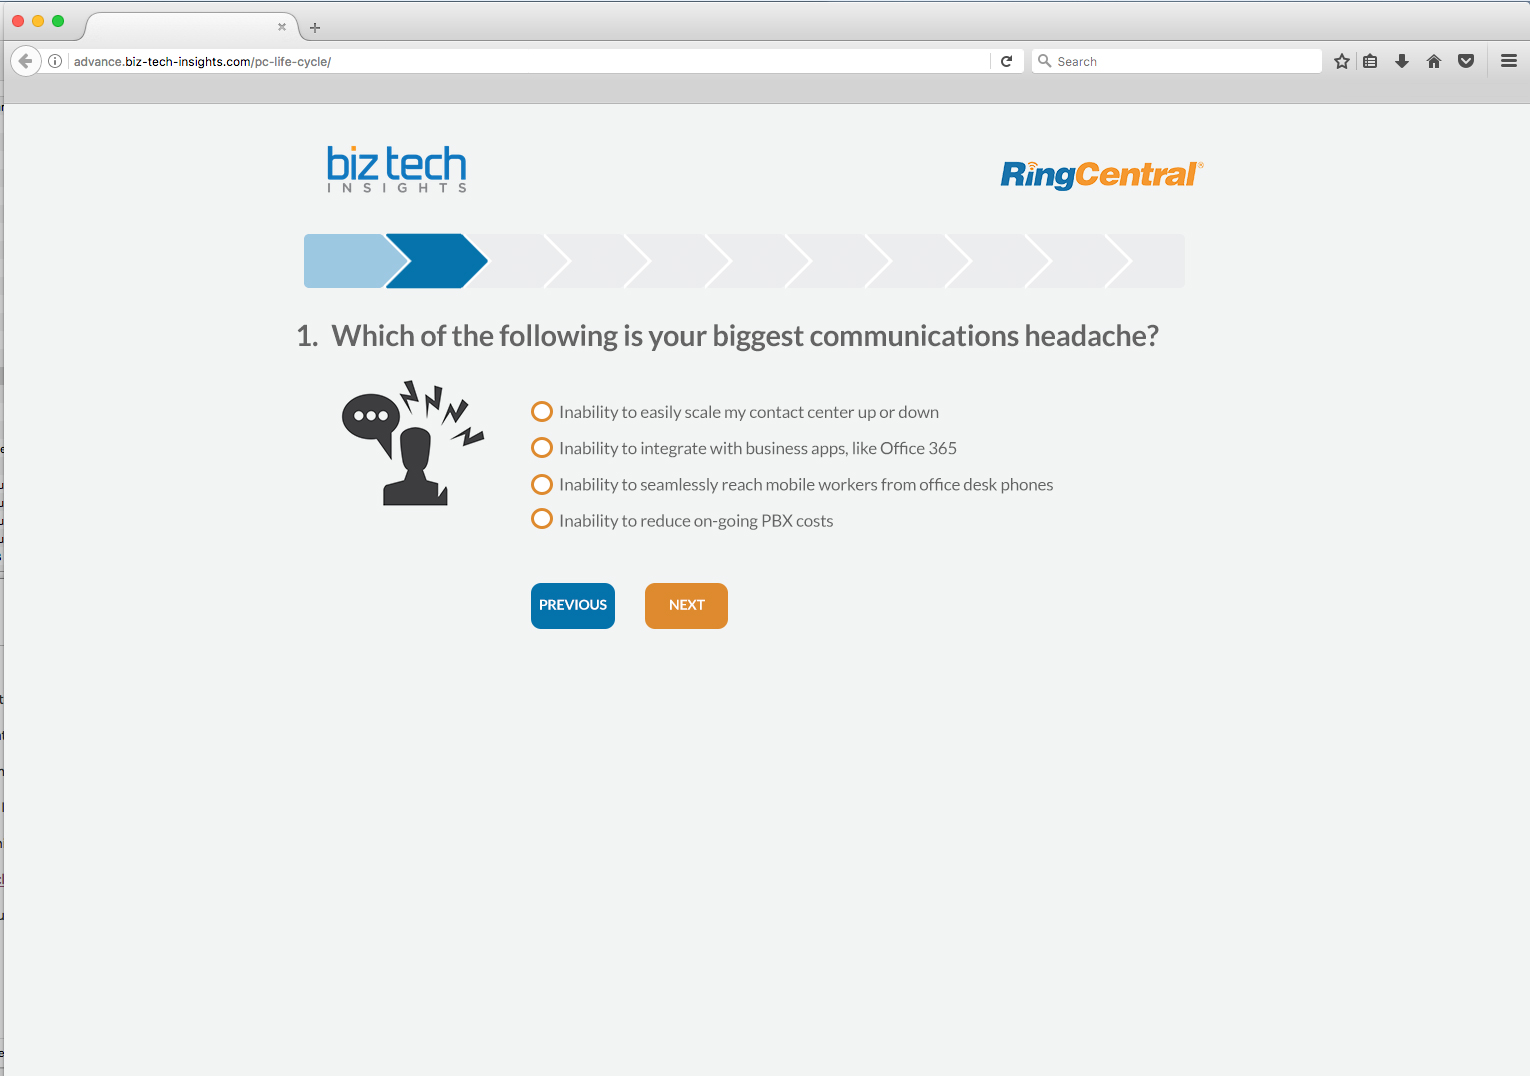 advance.biz-tech-insights.com/pc-life-cycle/
Search
biz tech
INSIGHTS
RingCentral®
1. Which of the following is your biggest communications headache?
Inability to easily scale my contact center up or down
Inability to integrate with business apps, like Office 365
Inability to seamlessly reach mobile workers from office desk phones
Inability to reduce on-going PBX costs
PREVIOUS
NEXT